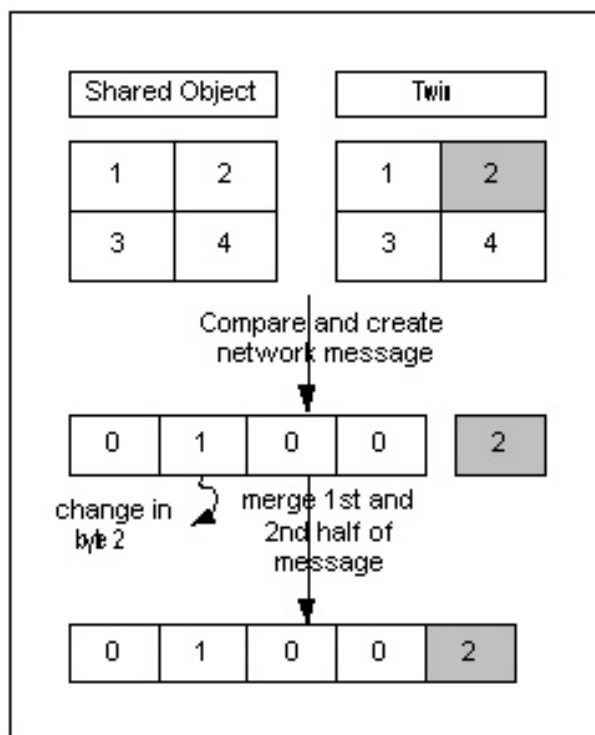 Shared Object
Twin
1 2
1 2
3 4
3 4
Compare and create
network message
0 1 0 0 2
change in
byte 2
merge 1st and
2nd half of
message
0 1 0 0 2